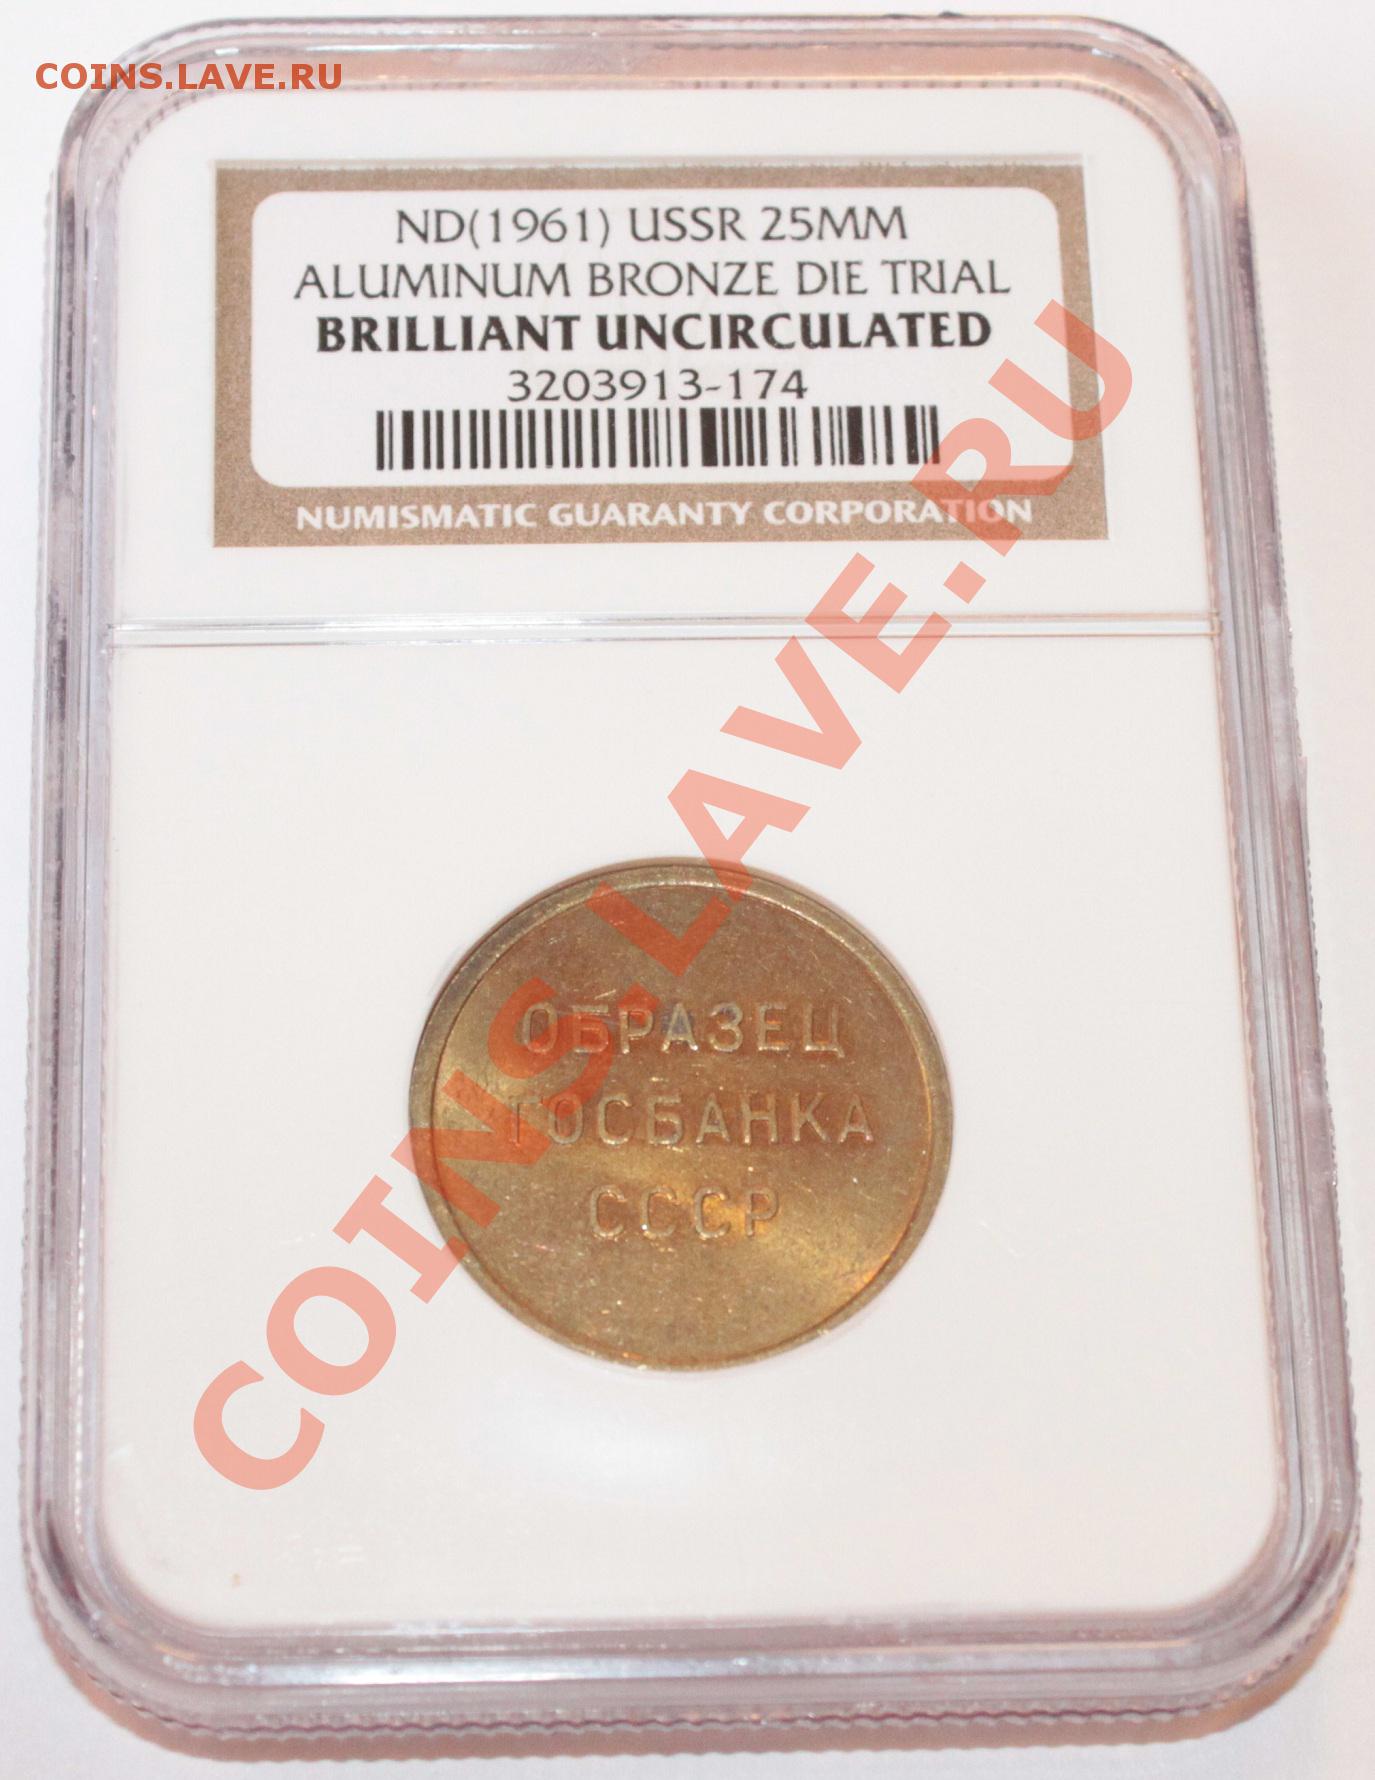 COINS.LAVE.RU
ND(1961) USSR 25MM
ALUMINUM BRONZE DIE TRIAL
BRILLIANT UNCIRCULATED
3203913-174
NUMISMATIC GUARANTY CORPORATION
COINS.LAVE.RU
ОБРАЗЕЦ
ГОСБАНКА
СССР